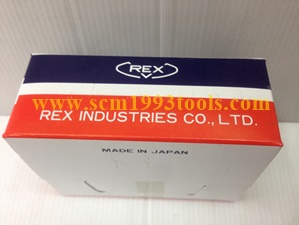 REX
www.scm1993tools.com
REX INDUSTRIES CO., LTD.
MADE IN JAPAN